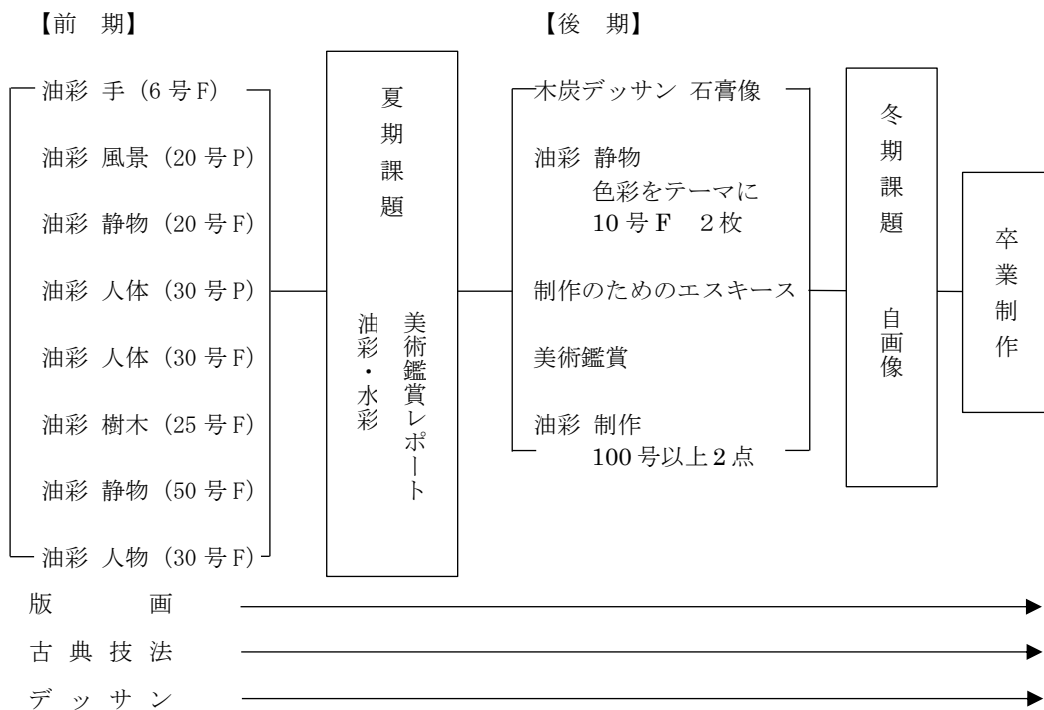 【前 期】
油彩 手 (6号F)
油彩 風景 (20号P)
油彩 静物 (20号F)
油彩 人体 (30号P)
油彩 人体 (30号F)
油彩 樹木 (25号F)
油彩 静物 (50号F)
油彩 人物 (30号F)
夏期課題
美術鑑賞レポート
油彩・水彩
【後 期】
木炭デッサン 石膏像
油彩 静物
色彩をテーマに
10号F 2枚
制作のためのエスキース
美術鑑賞
油彩 制作
100号以上2点
冬期課題
自画像
卒業制作
版 画
古典技法
デッサン